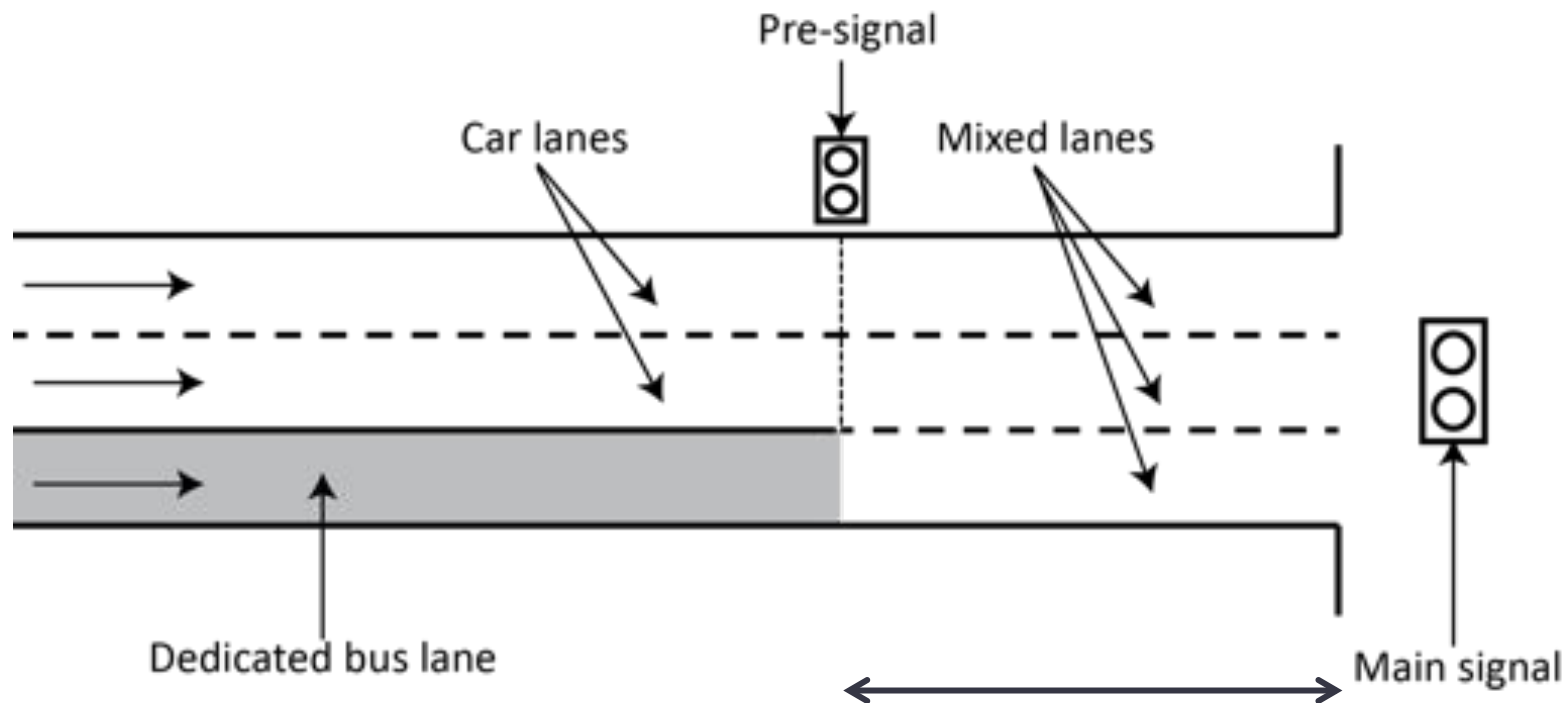 Pre-signal
Car lanes
Mixed lanes
Dedicated bus lane
Main signal